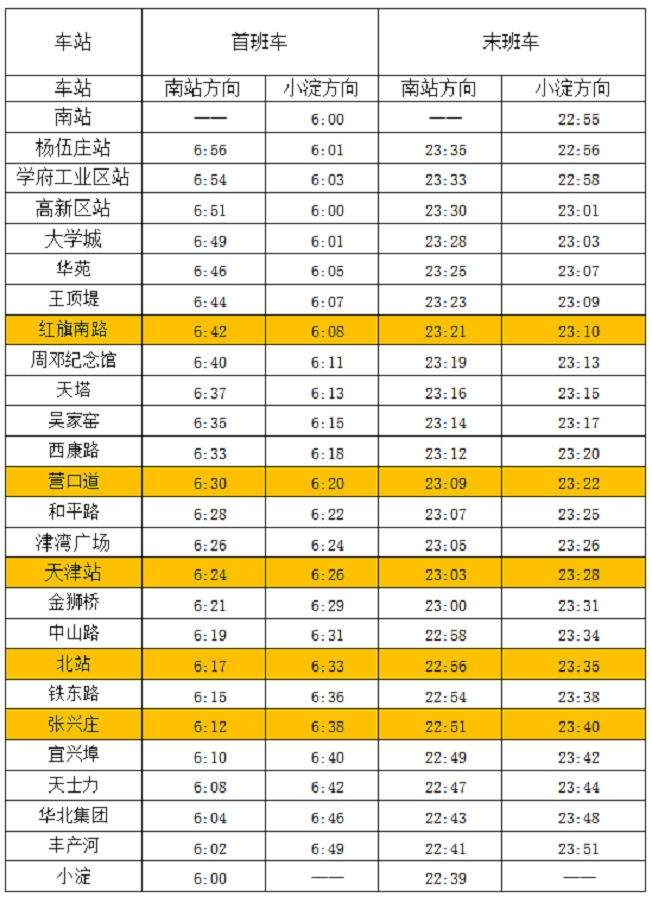 车站 首班车 末班车
车站 南站方向 小淀方向 南站方向 小淀方向
南站 —— 6:00 —— 22:55
杨伍庄站 6:56 6:01 23:35 22:56
学府工业区站 6:54 6:03 23:33 22:58
高新区站 6:51 6:00 23:30 23:01
大学城 6:49 6:01 23:28 23:03
华苑 6:46 6:05 23:25 23:07
王顶堤 6:44 6:07 23:23 23:09
红旗南路 6:42 6:08 23:21 23:10
周邓纪念馆 6:40 6:11 23:19 23:13
天塔 6:37 6:13 23:16 23:15
吴家窑 6:35 6:15 23:14 23:17
西康路 6:33 6:18 23:12 23:20
营口道 6:30 6:20 23:09 23:22
和平路 6:28 6:22 23:07 23:25
津湾广场 6:26 6:24 23:05 23:26
天津站 6:24 6:26 23:03 23:28
金狮桥 6:21 6:29 23:00 23:31
中山路 6:19 6:31 22:58 23:34
北站 6:17 6:33 22:56 23:35
铁东路 6:15 6:36 22:54 23:38
张兴庄 6:12 6:38 22:51 23:40
宜兴埠 6:10 6:40 22:49 23:42
天士力 6:08 6:42 22:47 23:44
华北集团 6:04 6:46 22:43 23:48
丰产河 6:02 6:49 22:41 23:51
小淀 6:00 —— 22:39 ——